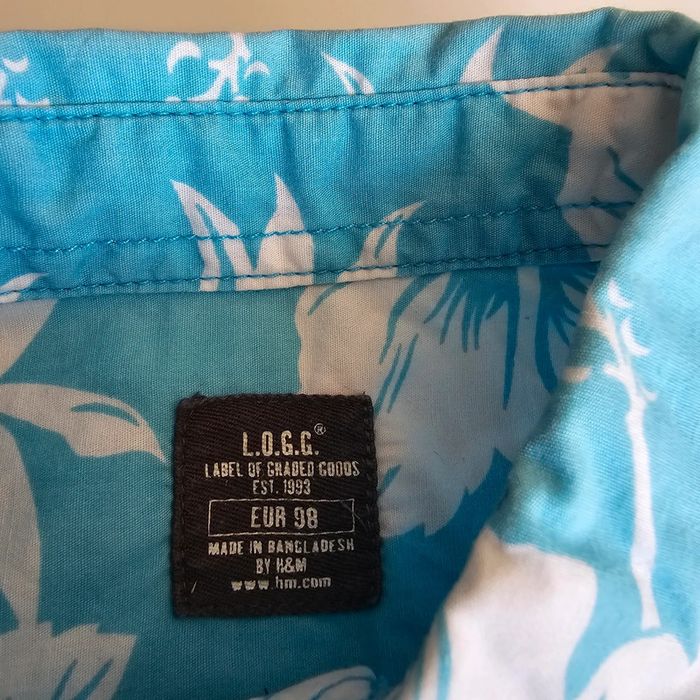 L.O.G.G.®
LABEL OF GRADED GOODS
EST. 1993
EUR 98
MADE IN BANGLADESH
BY H&M
www.hm.com